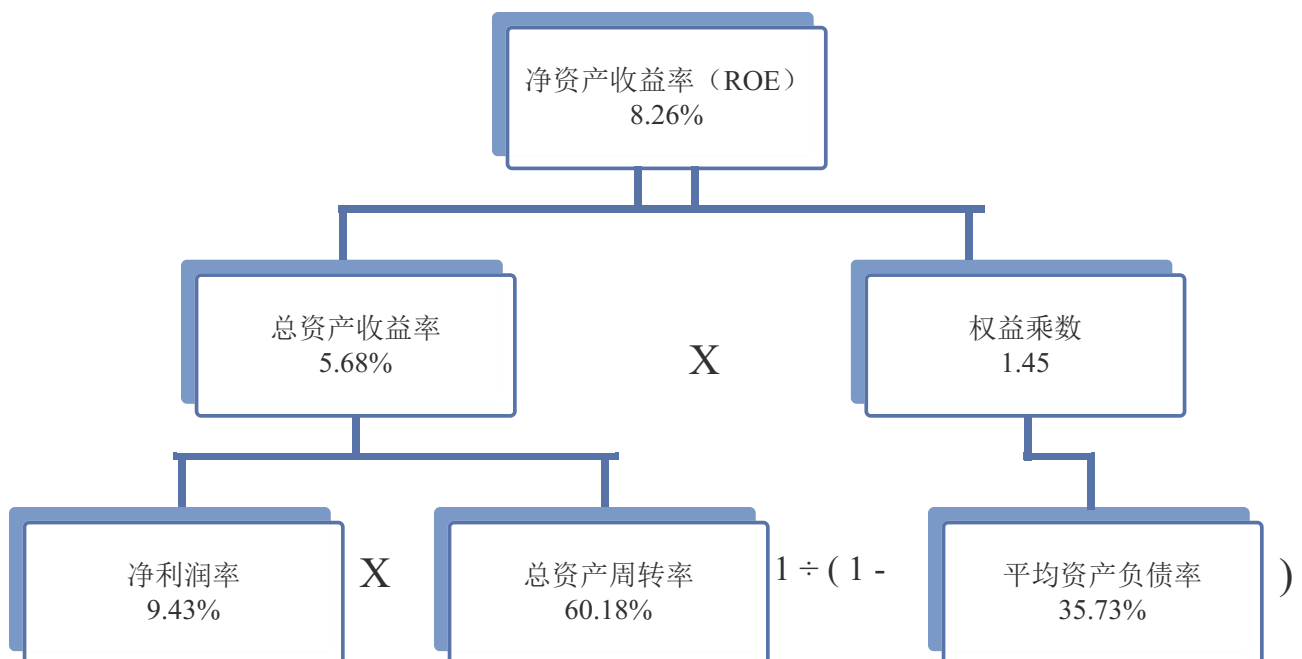 净资产收益率（ROE）
8.26%
总资产收益率
5.68%
X
权益乘数
1.45
净利润率
9.43%
X
总资产周转率
60.18%
1 ÷ ( 1 -
平均资产负债率
35.73%
)